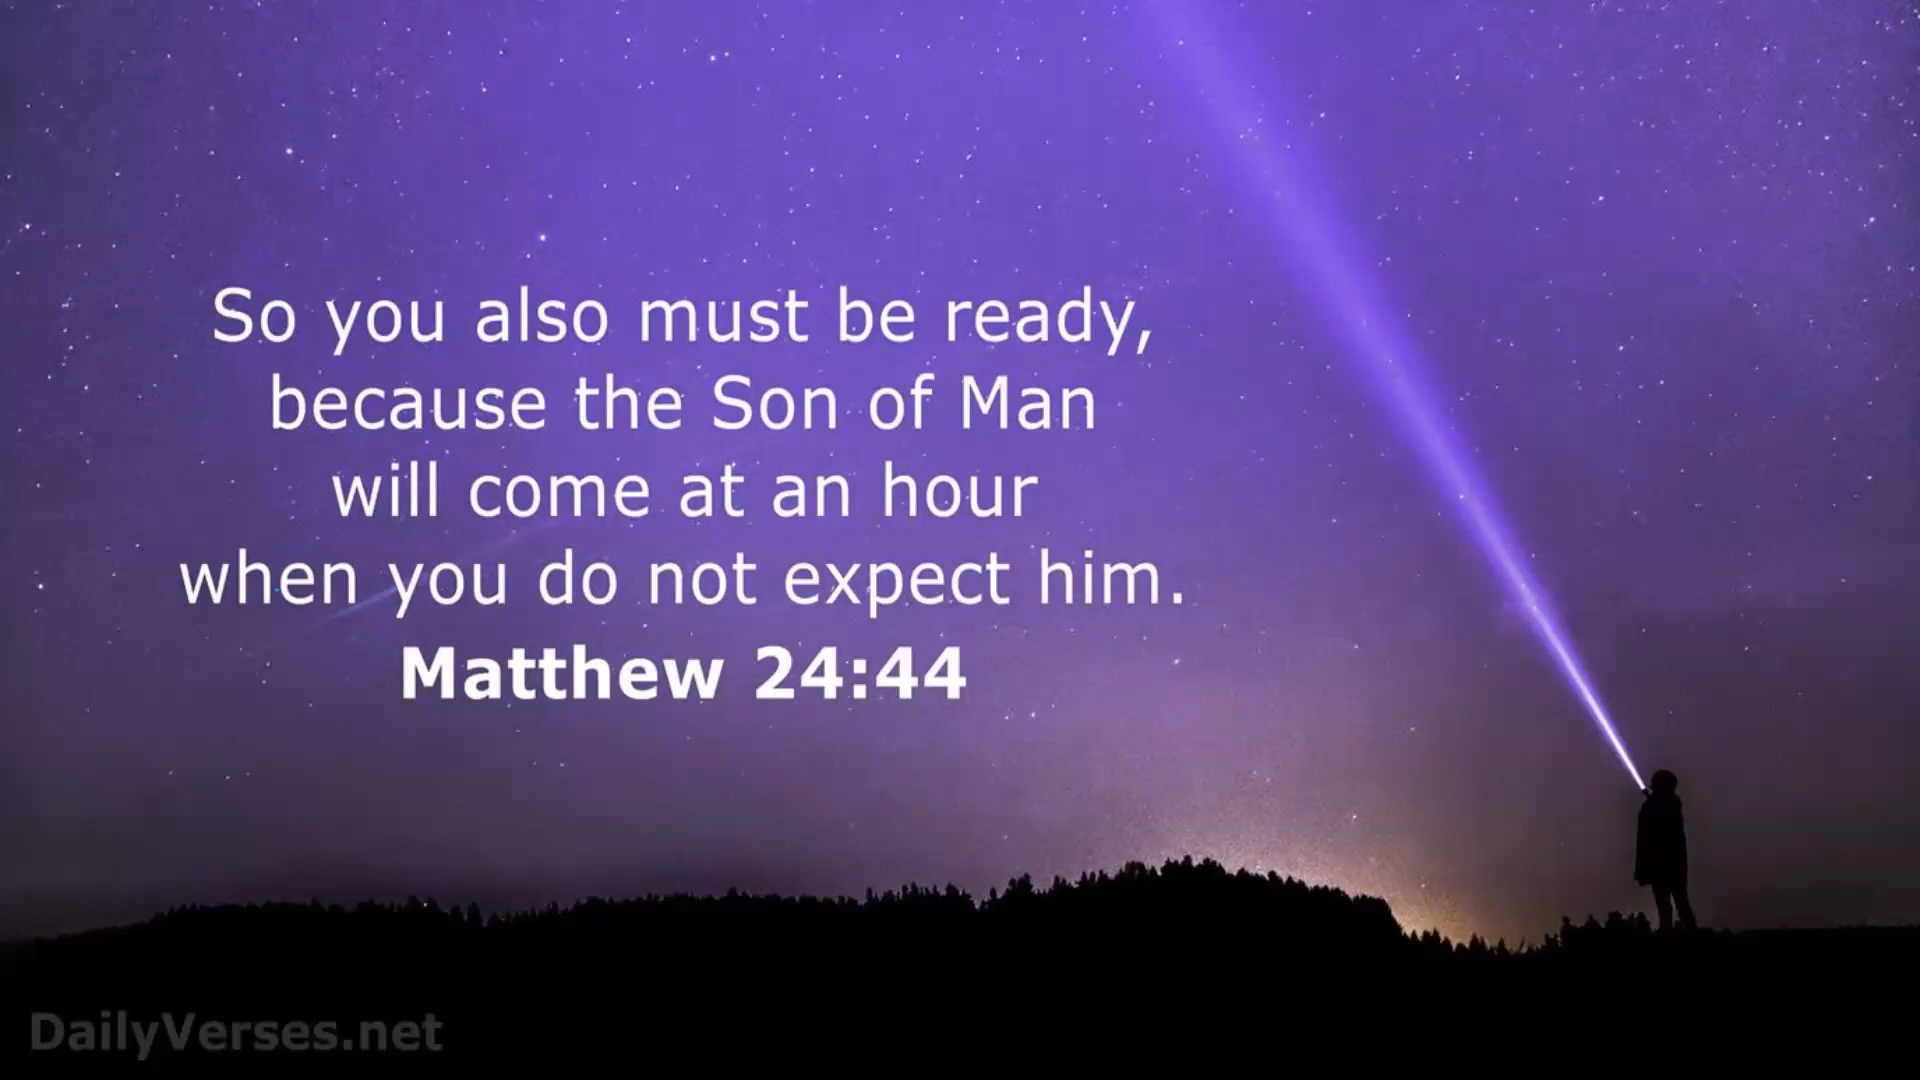 So you also must be ready,
because the Son of Man
will come at an hour
when you do not expect him.
Matthew 24:44
DailyVerses.net